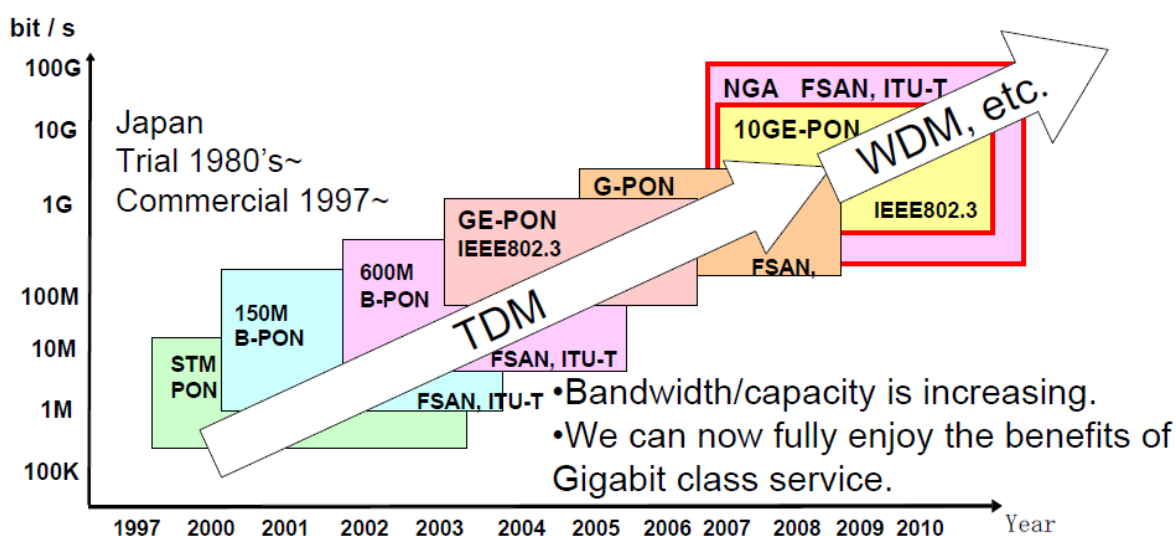 bit / s
100G
10G
1G
100M
10M
1M
100K
Japan
Trial 1980's~
Commercial 1997~
NGA FSAN, ITU-T
10GE-PON
IEEE802.3
WDM, etc.
G-PON
FSAN,
GE-PON
IEEE802.3
600M
B-PON
FSAN, ITU-T
150M
B-PON
FSAN, ITU-T
STM
PON
TDM
•Bandwidth/capacity is increasing.
•We can now fully enjoy the benefits of
Gigabit class service.
1997 2000 2001 2002 2003 2004 2005 2006 2007 2008 2009 2010 Year